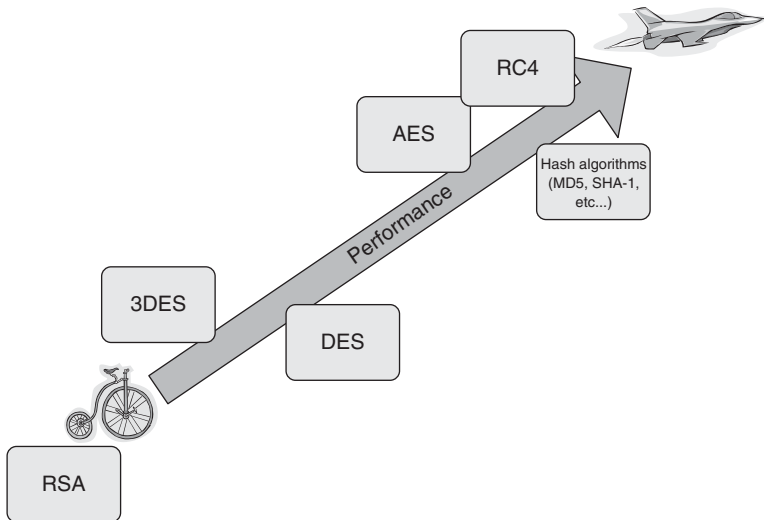 RC4
AES
Hash algorithms
(MD5, SHA-1,
etc...)
Performance
3DES
DES
RSA